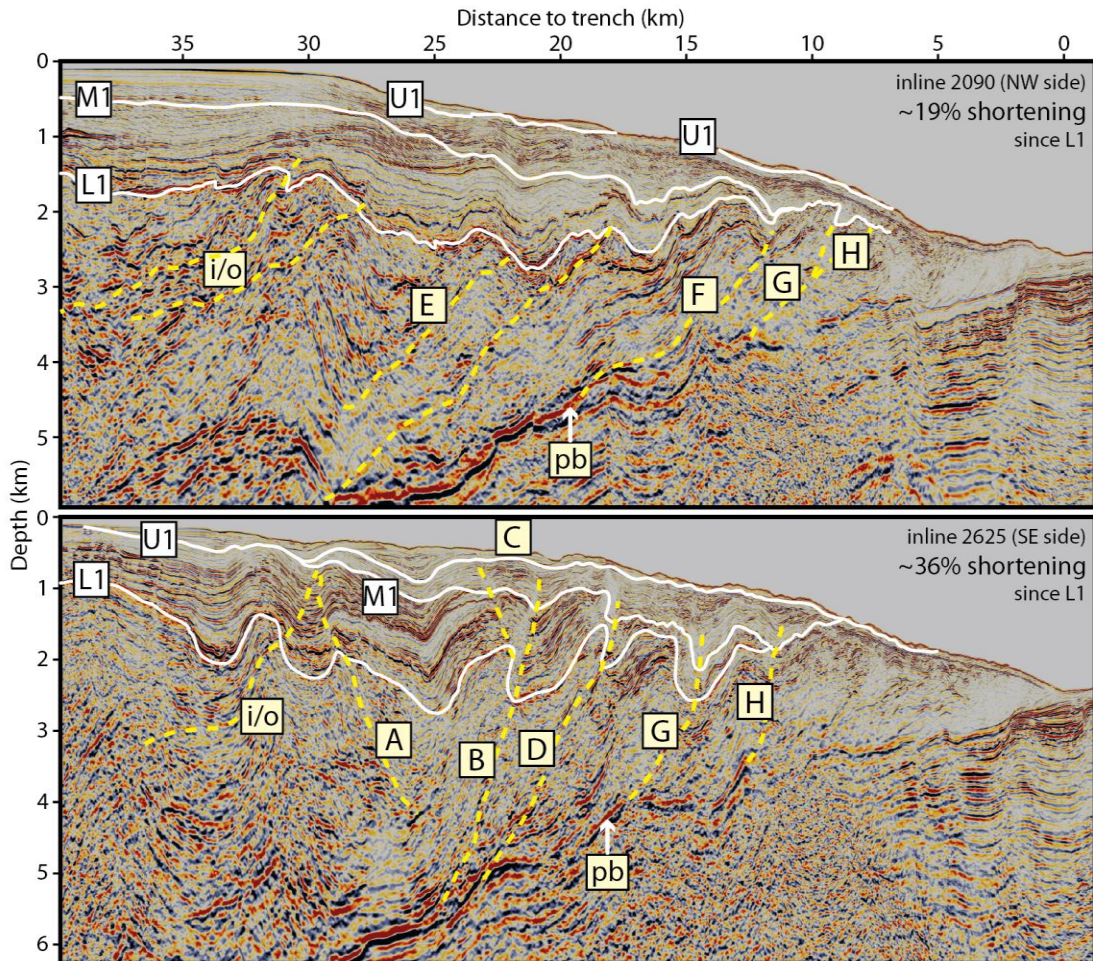 Distance to trench (km)
35 30 25 20 15 10 5 0
0
1
2
3
4
5
inline 2090 (NW side)
~19% shortening
since L1
M1
U1
U1
L1
i/o
E
F
G
H
pb
Depth (km)
0
1
2
3
4
5
6
inline 2625 (SE side)
~36% shortening
since L1
U1
C
L1
M1
i/o
A
B
D
G
H
pb